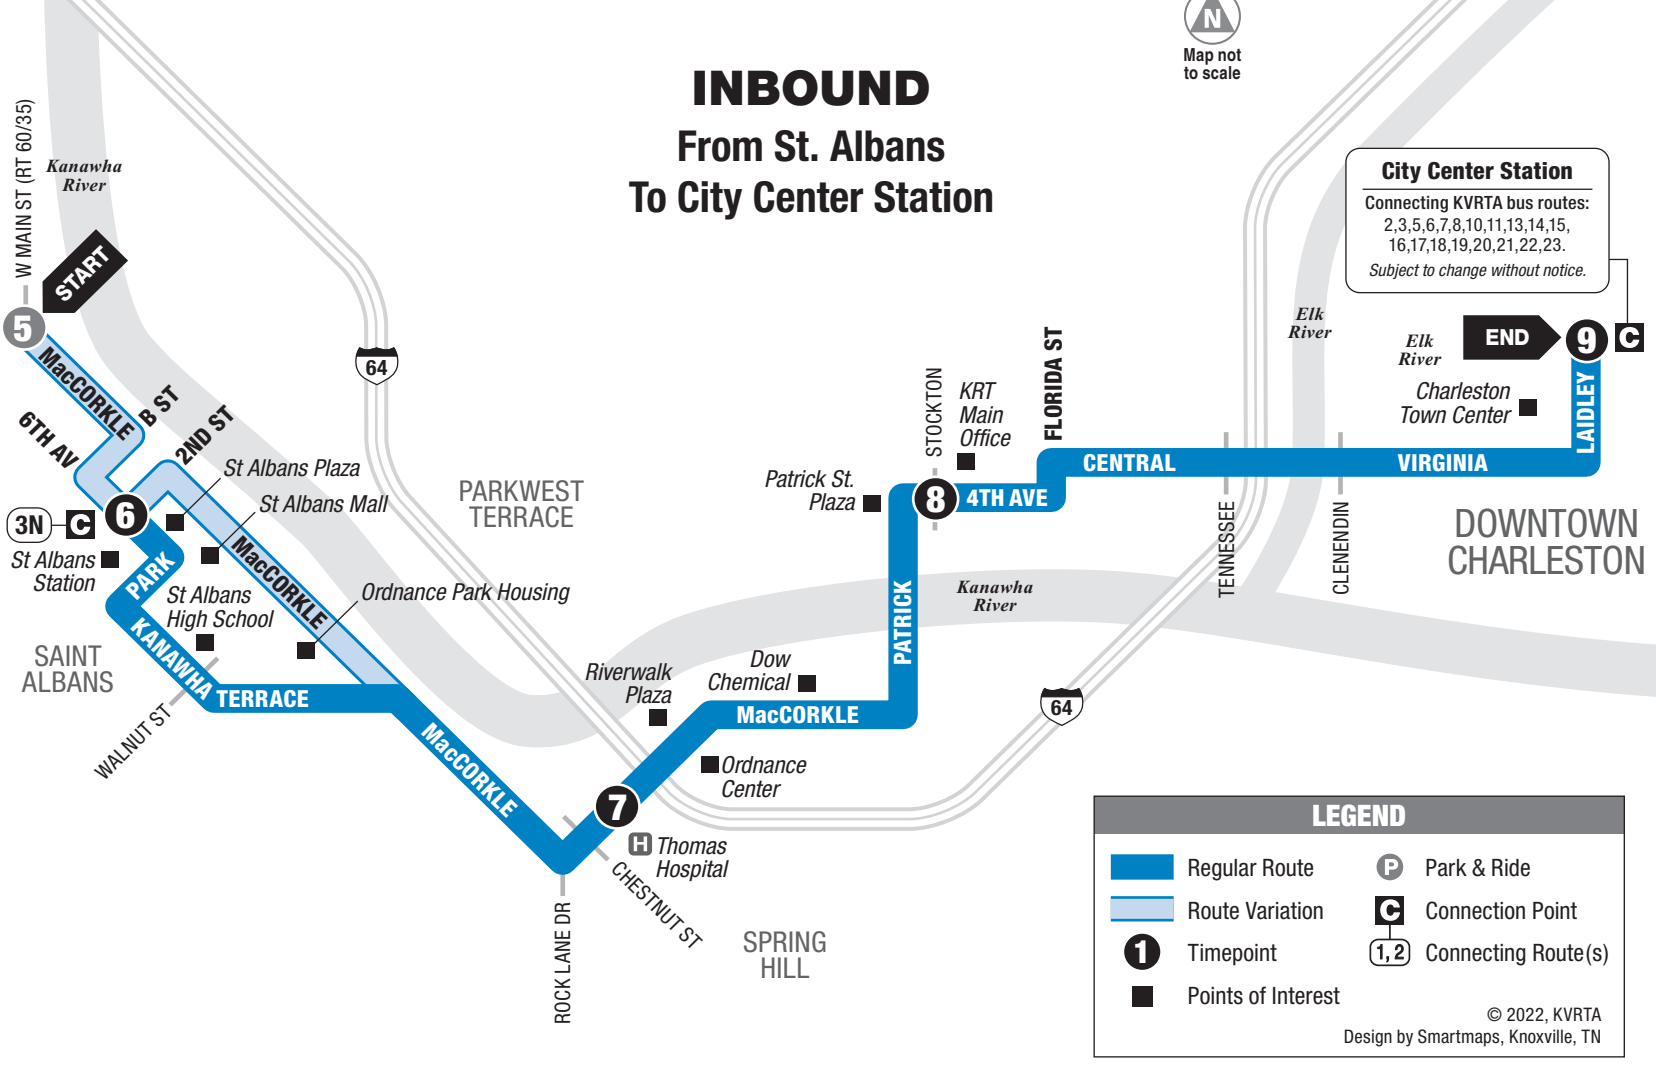 N
Map not
to scale
INBOUND
From St. Albans
To City Center Station
W MAIN ST (RT 60/35)
Kanawha
River
START
5
MacCORKLE
B ST
6TH AV
2ND ST
6
3N
C
St Albans
Station
St Albans Plaza
St Albans Mall
MacCORKLE
PARK
St Albans
High School
Ordnance Park Housing
KANAWHA
TERRACE
SAINT
ALBANS
WALNUT ST
MacCORKLE
64
PARKWEST
TERRACE
Riverwalk
Plaza
Dow
Chemical
MacCORKLE
Ordnance
Center
7
H
Thomas
Hospital
CHESTNUT ST
ROCK LANE DR
SPRING
HILL
PATRICK
Patrick St.
Plaza
8
STOCKTON
KRT
Main
Office
4TH AVE
FLORIDA ST
CENTRAL
Kanawha
River
64
TENNESSEE
CLENENDIN
VIRGINIA
Elk
River
Elk
River
City Center Station
Connecting KVRTA bus routes:
2,3,5,6,7,8,10,11,13,14,15,
16,17,18,19,20,21,22,23.
Subject to change without notice.
END
9
C
Charleston
Town Center
LAIDLEY
DOWNTOWN
CHARLESTON
LEGEND
Regular Route
P
Park & Ride
Route Variation
C
Connection Point
1
Timepoint
1, 2
Connecting Route(s)
Points of Interest
© 2022, KVRTA
Design by Smartmaps, Knoxville, TN